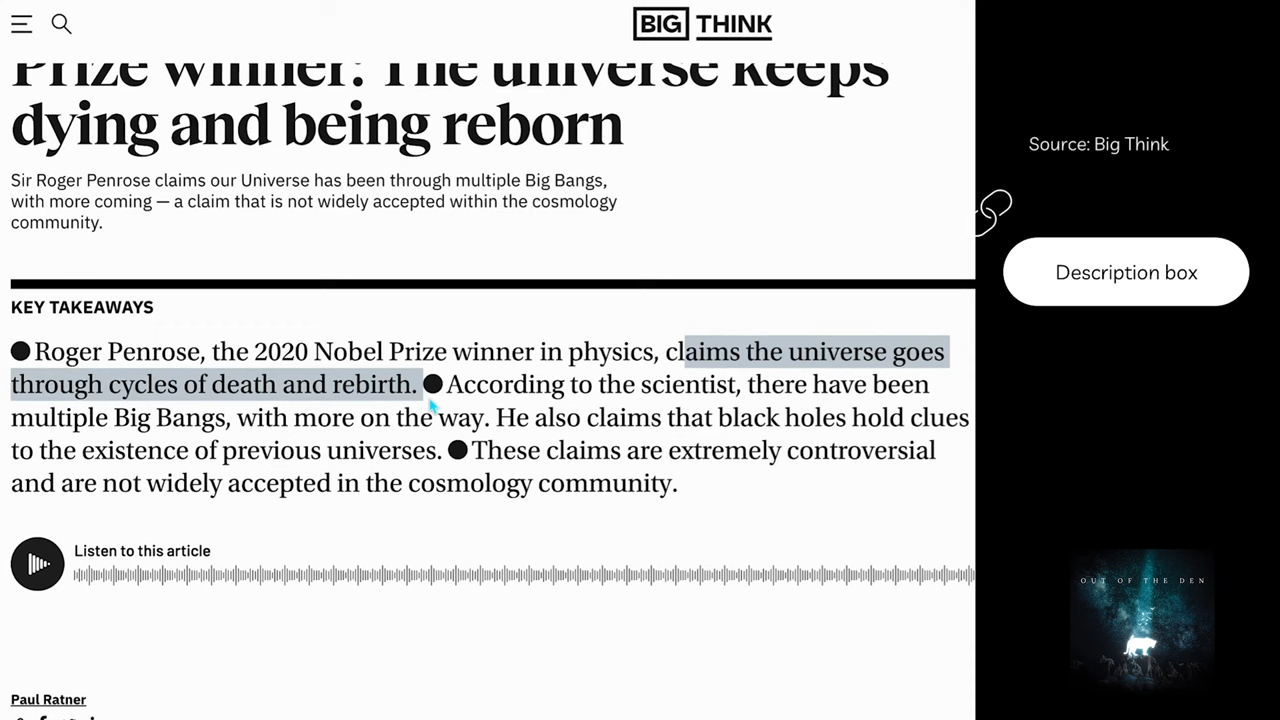 BIG THINK
Prize winner: The universe keeps
dying and being reborn
Sir Roger Penrose claims our Universe has been through multiple Big Bangs,
with more coming — a claim that is not widely accepted within the cosmology
community.
KEY TAKEAWAYS
● Roger Penrose, the 2020 Nobel Prize winner in physics, claims the universe goes
through cycles of death and rebirth. ● According to the scientist, there have been
multiple Big Bangs, with more on the way. He also claims that black holes hold clues
to the existence of previous universes. ● These claims are extremely controversial
and are not widely accepted in the cosmology community.
Listen to this article
Paul Ratner
Source: Big Think
Description box
OUT OF THE DEN